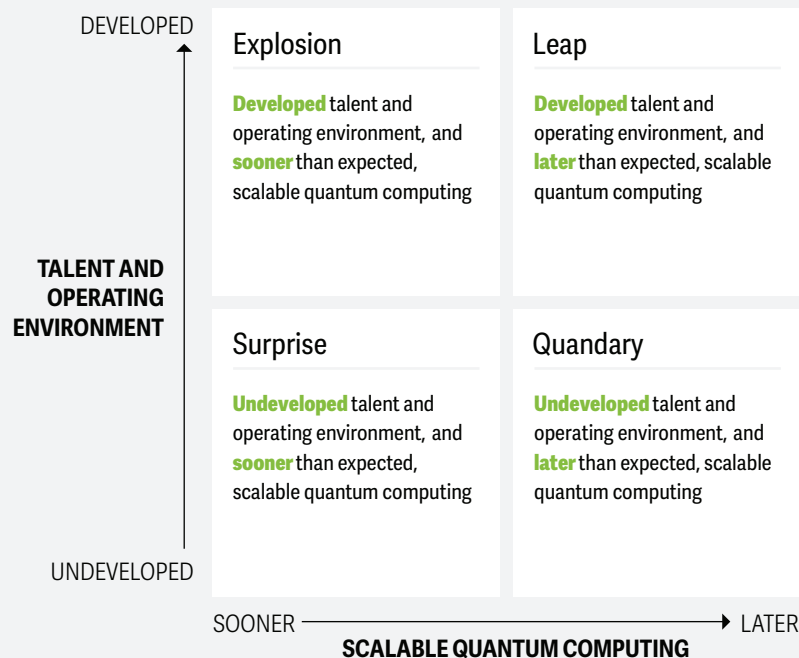 DEVELOPED
Explosion
Developed talent and
operating environment, and
sooner than expected,
scalable quantum computing
Leap
Developed talent and
operating environment, and
later than expected, scalable
quantum computing
TALENT AND
OPERATING
ENVIRONMENT
Surprise
Undeveloped talent and
operating environment, and
sooner than expected,
scalable quantum computing
Quandary
Undeveloped talent and
operating environment, and
later than expected, scalable
quantum computing
UNDEVELOPED
SOONER
LATER
SCALABLE QUANTUM COMPUTING